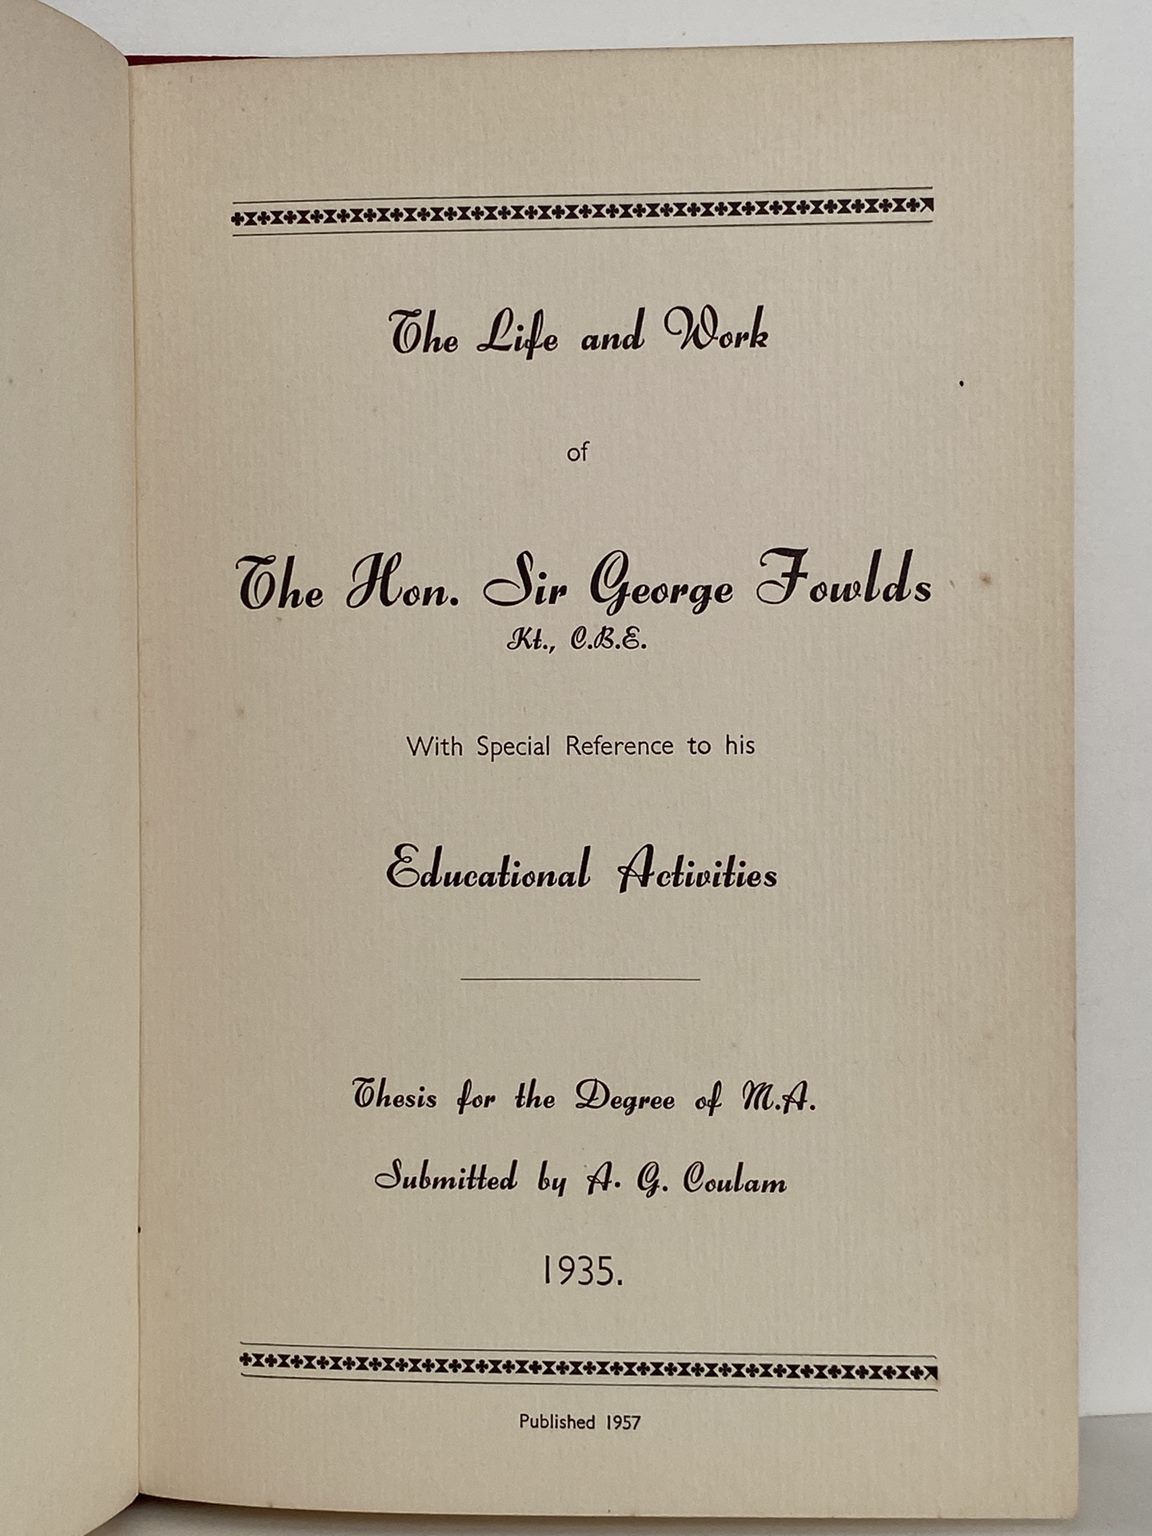 The Life and Work
of
The Hon. Sir George Fowlds
Kt., C.B.E.
With Special Reference to his
Educational Activities
Thesis for the Degree of M.A.
Submitted by A. G. Coulam
1935.
Published 1957